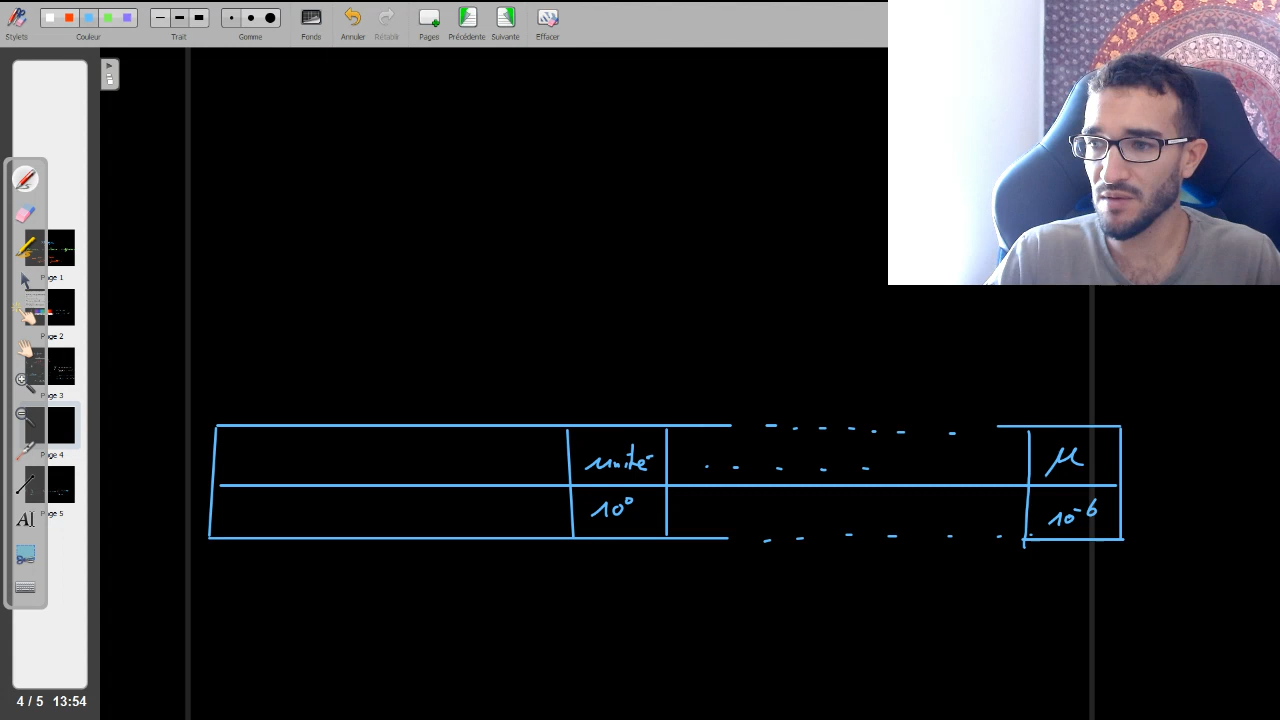 Stylets Couleur Trait Gomme Fonds Annuler Rétablir Pages Précédente Suivante Effacer
Page 1
Page 2
Page 3
Page 4
Page 5
unité μ
10⁰ 10⁻⁶
4 / 5 13:54